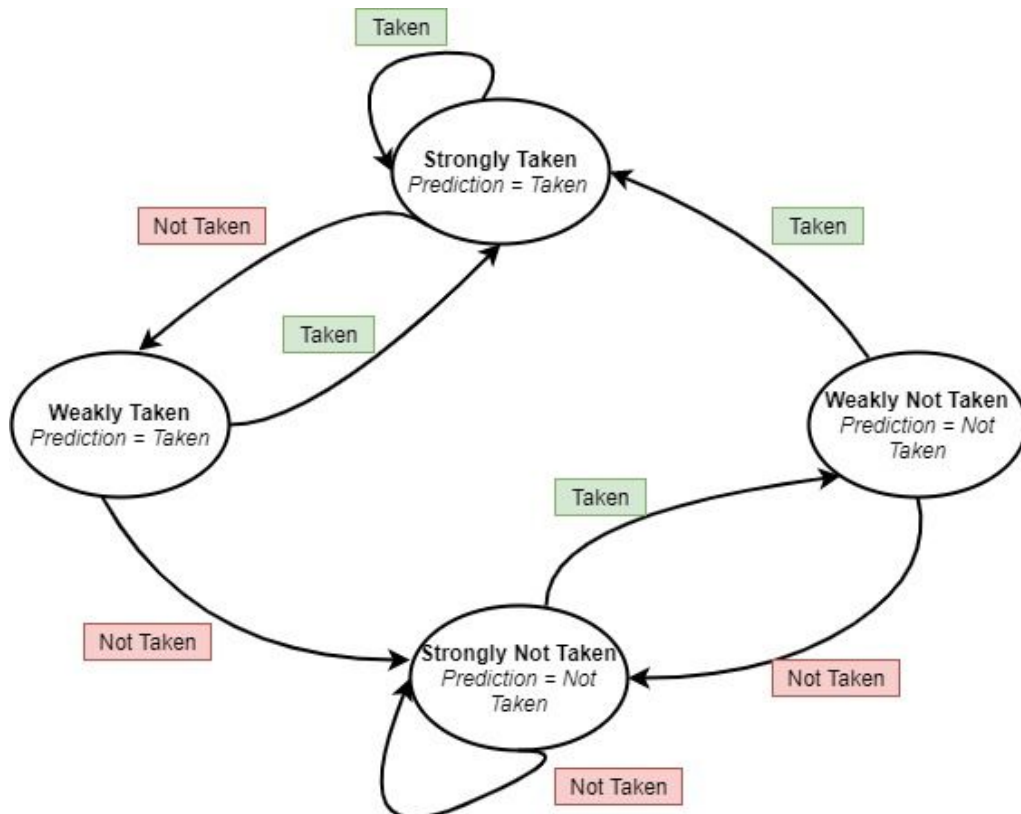 Taken
Strongly Taken
Prediction = Taken
Not Taken
Taken
Taken
Weakly Taken
Prediction = Taken
Weakly Not Taken
Prediction = Not
Taken
Taken
Not Taken
Strongly Not Taken
Prediction = Not
Taken
Not Taken
Not Taken